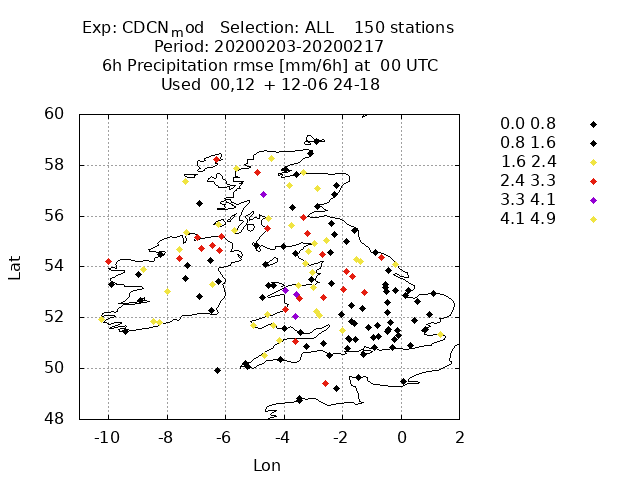 Exp: CDCNmod   Selection: ALL    150 stations
Period: 20200203-20200217
6h Precipitation rmse [mm/6h] at  00 UTC
Used  00,12  + 12-06 24-18
60
58
56
54
52
50
48
Lat
-10 -8 -6 -4 -2 0 2
Lon
0.0 0.8
0.8 1.6
1.6 2.4
2.4 3.3
3.3 4.1
4.1 4.9